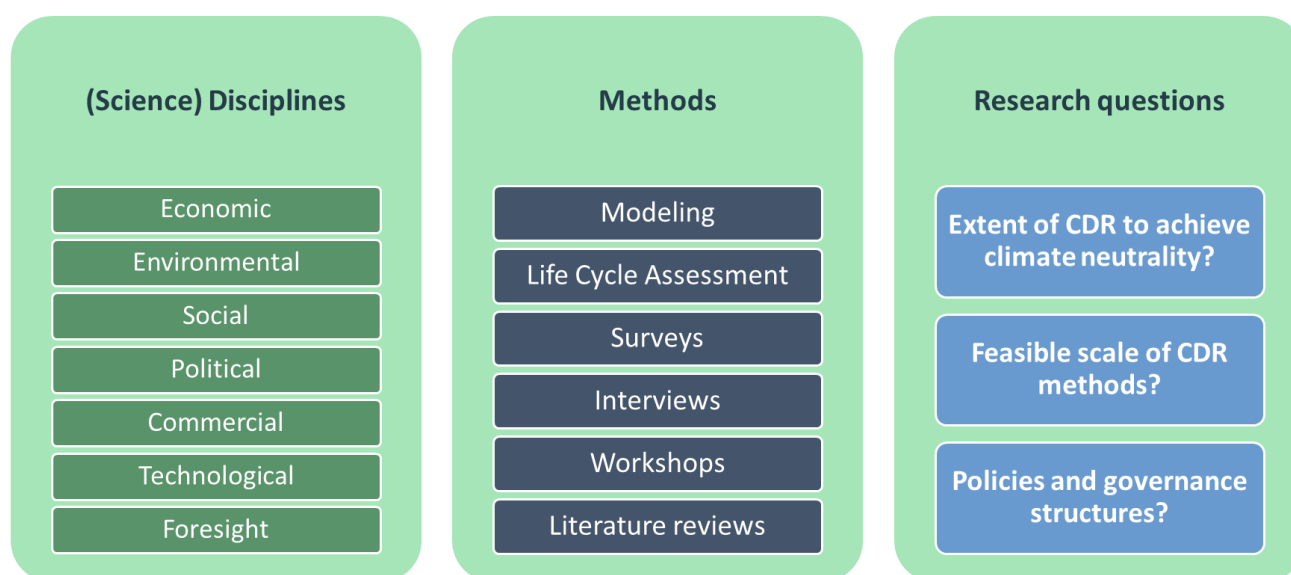 (Science) Disciplines
Economic
Environmental
Social
Political
Commercial
Technological
Foresight
Methods
Modeling
Life Cycle Assessment
Surveys
Interviews
Workshops
Literature reviews
Research questions
Extent of CDR to achieve
climate neutrality?
Feasible scale of CDR
methods?
Policies and governance
structures?